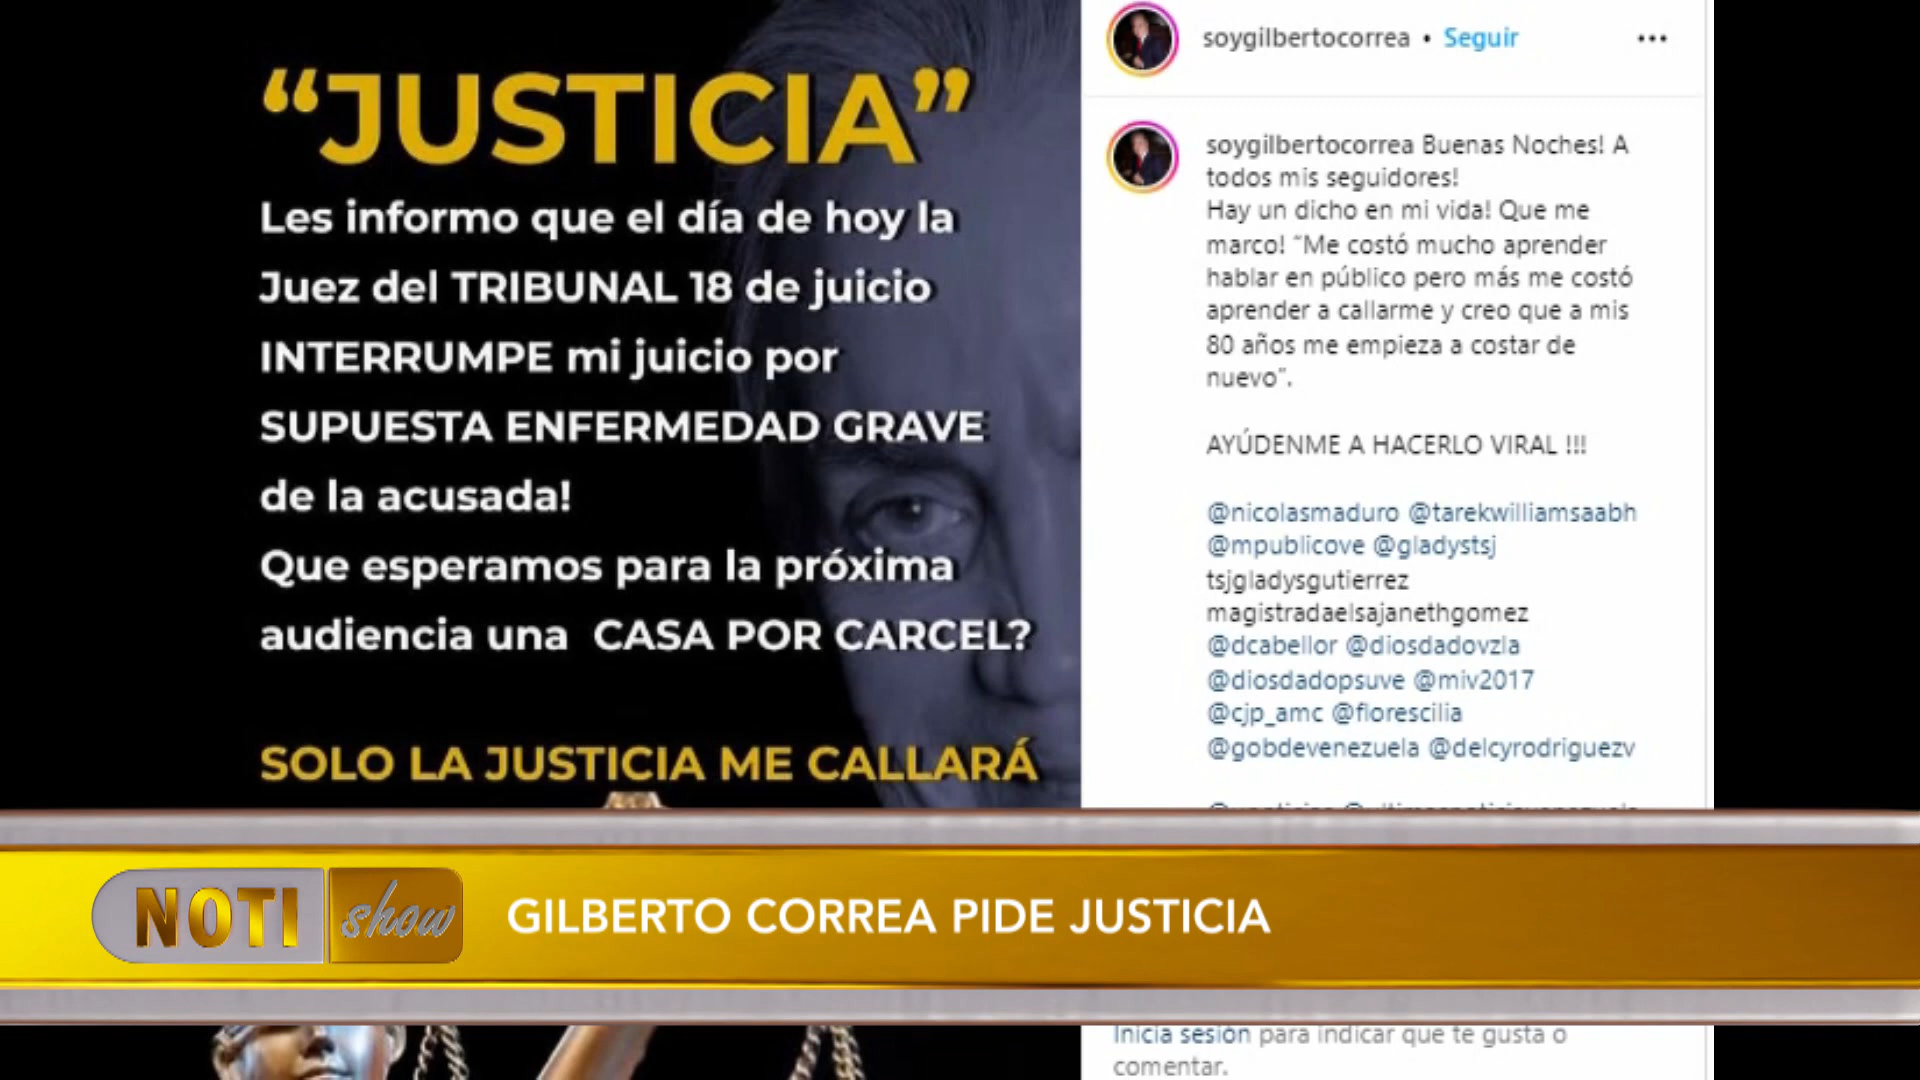 “JUSTICIA”
Les informo que el día de hoy la
Juez del TRIBUNAL 18 de juicio
INTERRUMPE mi juicio por
SUPUESTA ENFERMEDAD GRAVE
de la acusada!
Que esperamos para la próxima
audiencia una CASA POR CARCEL?
SOLO LA JUSTICIA ME CALLARÁ
soygilbertocorrea • Seguir
soygilbertocorrea Buenas Noches! A
todos mis seguidores!
Hay un dicho en mi vida! Que me
marco! “Me costó mucho aprender
hablar en público pero más me costó
aprender a callarme y creo que a mis
80 años me empieza a costar de
nuevo”.
AYÚDENME A HACERLO VIRAL !!!
@nicolasmaduro @tarekwilliamsaabh
@mpublicove @gladystsj
tsjgladysgutierrez
magistradaelsajanethgomez
@dcabellor @diosdadovzla
@diosdadopsuve @miv2017
@cjp_amc @florescilia
@gobdevenezuela @delcyrodriguezv
NOTI show
GILBERTO CORREA PIDE JUSTICIA
Inicia sesión para indicar que te gusta o
comentar.